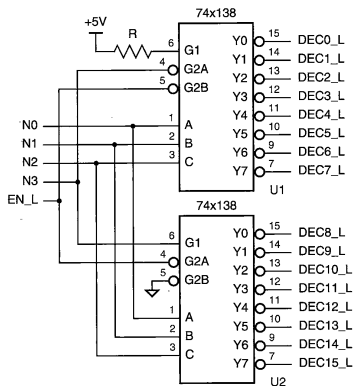 74x138
+5V
R
6 G1 Y0 15 DEC0_L
4 G2A Y1 14 DEC1_L
5 G2B Y2 13 DEC2_L
Y3 12 DEC3_L
N0 1 A Y4 11 DEC4_L
N1 2 B Y5 10 DEC5_L
N2 3 C Y6 9 DEC6_L
N3 Y7 7 DEC7_L
EN_L
U1
74x138
Y0 15 DEC8_L
6 G1 Y1 14 DEC9_L
4 G2A Y2 13 DEC10_L
5 G2B Y3 12 DEC11_L
Y4 11 DEC12_L
1 A Y5 10 DEC13_L
2 B Y6 9 DEC14_L
3 C Y7 7 DEC15_L
U2